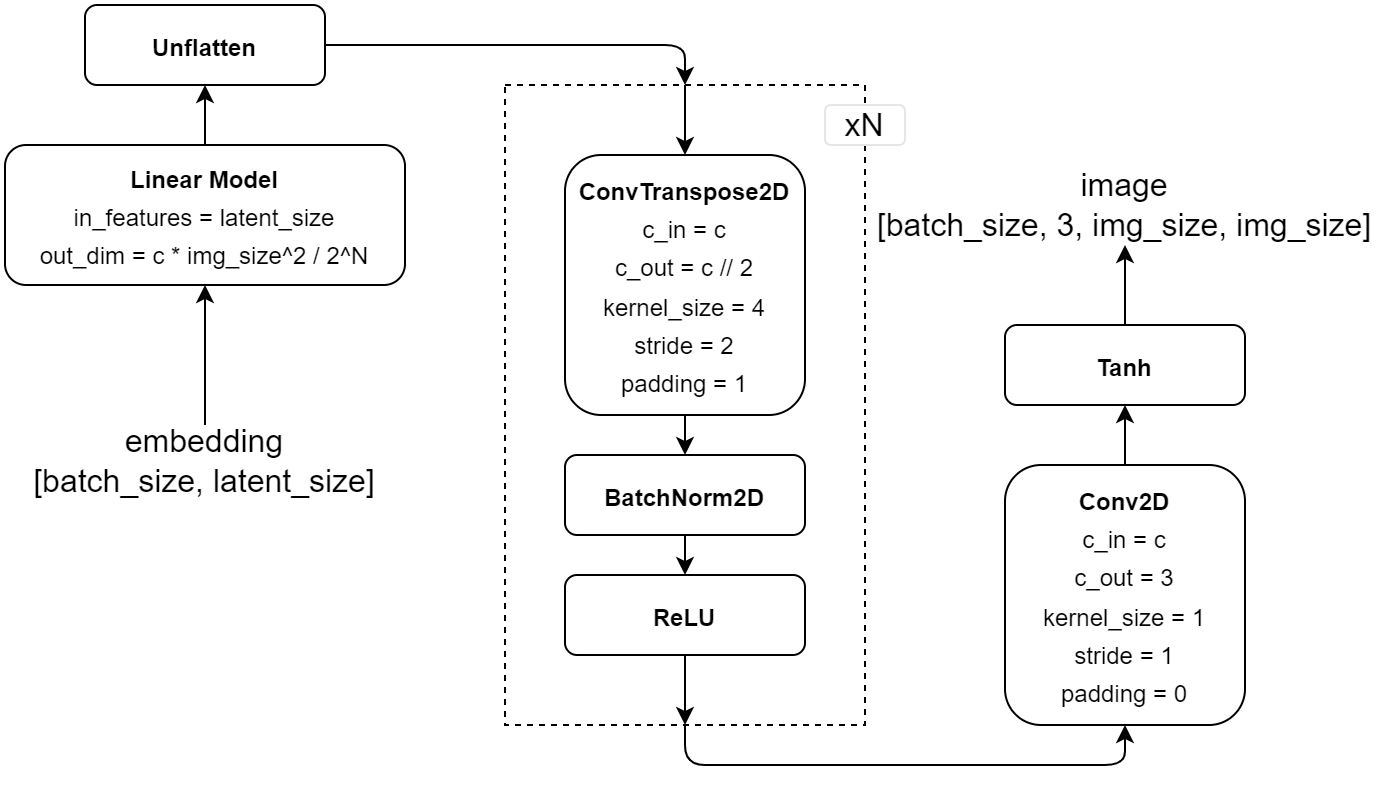 Unflatten
Linear Model
in_features = latent_size
out_dim = c * img_size^2 / 2^N
embedding
[batch_size, latent_size]
xN
ConvTranspose2D
c_in = c
c_out = c // 2
kernel_size = 4
stride = 2
padding = 1
BatchNorm2D
ReLU
image
[batch_size, 3, img_size, img_size]
Tanh
Conv2D
c_in = c
c_out = 3
kernel_size = 1
stride = 1
padding = 0